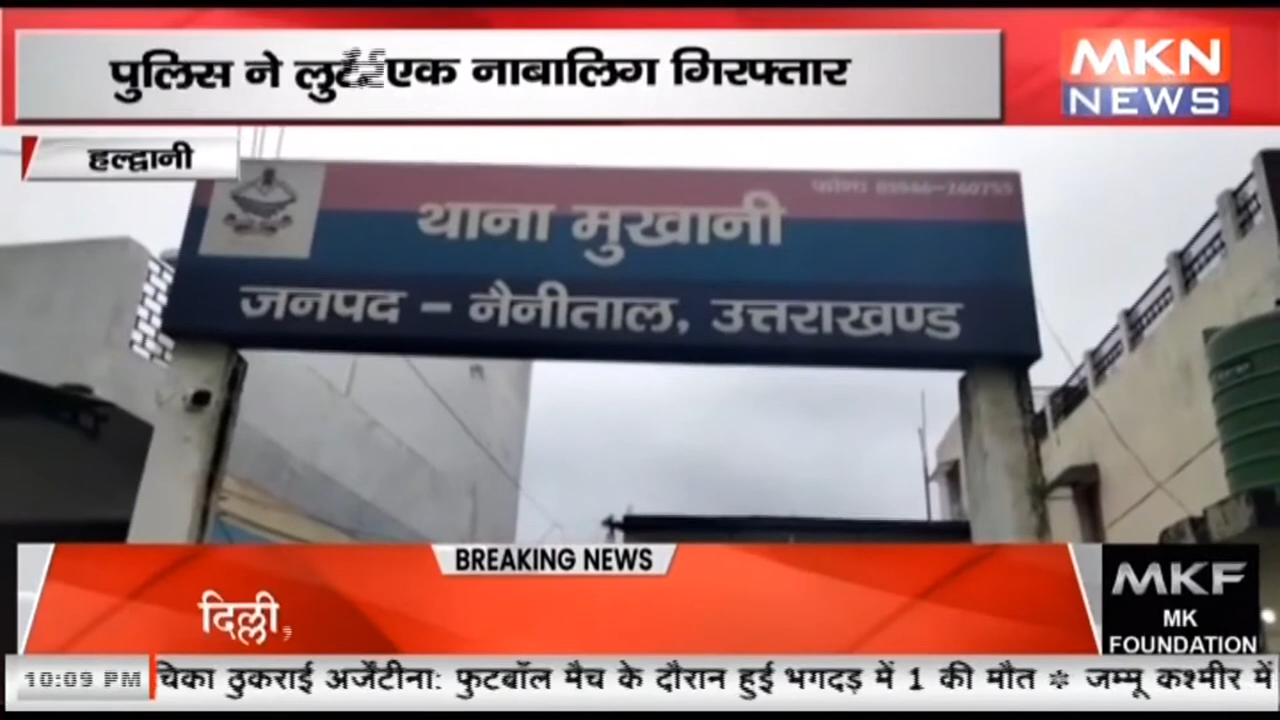 पुलिस ने एक नाबालिग गिरफ्तार
MKN
NEWS
हल्द्वानी
थाना मुखानी
जनपद - नैनीताल, उत्तराखण्ड
BREAKING NEWS
दिल्ली,
MKF
MK
FOUNDATION
10:09 PM
चिका ठुकराई अर्जेंटीना: फुटबॉल मैच के दौरान हुई भगदड़ में 1 की मौत * जम्मू कश्मीर में